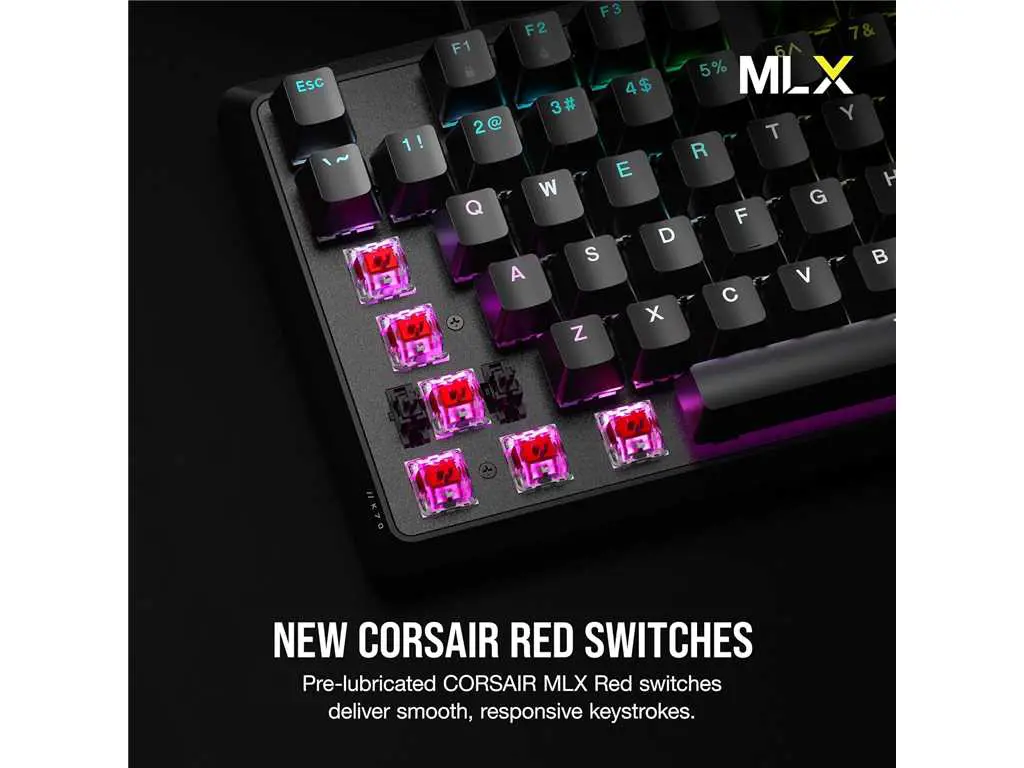 MLX
F1
F2
F3
Esc
\~
1!
2@
3#
4$
5%
6^
7&
Q
W
E
R
T
Y
A
S
D
F
G
H
Z
X
C
V
B
// K70
NEW CORSAIR RED SWITCHES
Pre-lubricated CORSAIR MLX Red switches
deliver smooth, responsive keystrokes.